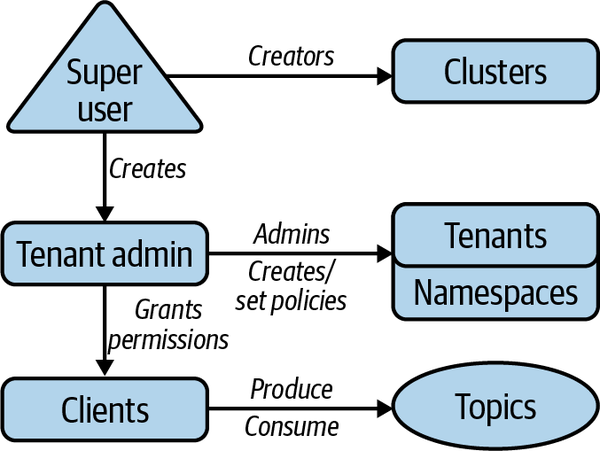 Super
user
Creators
Clusters
Creates
Tenant admin
Admins
Creates/
set policies
Tenants
Namespaces
Grants
permissions
Clients
Produce
Consume
Topics